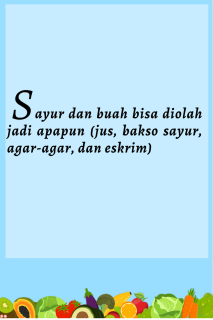 Sayur dan buah bisa diolah
jadi apapun (jus, bakso sayur,
agar-agar, dan eskrim)